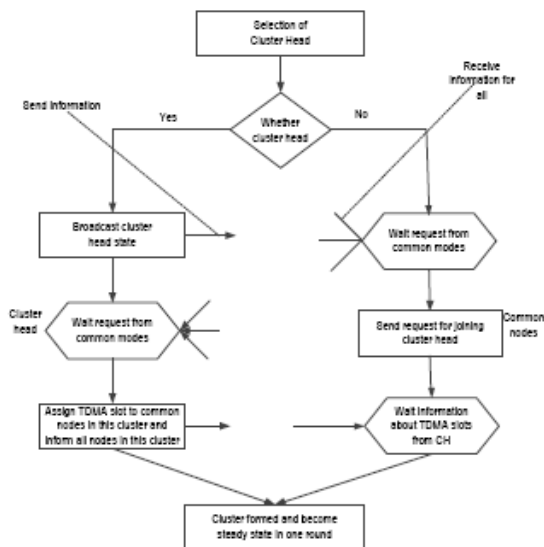 Selection of
Cluster Head
Receive
information for
all
Send information
Yes
No
Whether
cluster head
Broadcast cluster
head state
Wait request from
common modes
Cluster
head
Wait request from
common modes
Send request for joining
cluster head
Common
nodes
Assign TDMA slot to common
nodes in this cluster and
inform all nodes in this cluster
Wait information
about TDMA slots
from CH
Cluster formed and become
steady state in one round